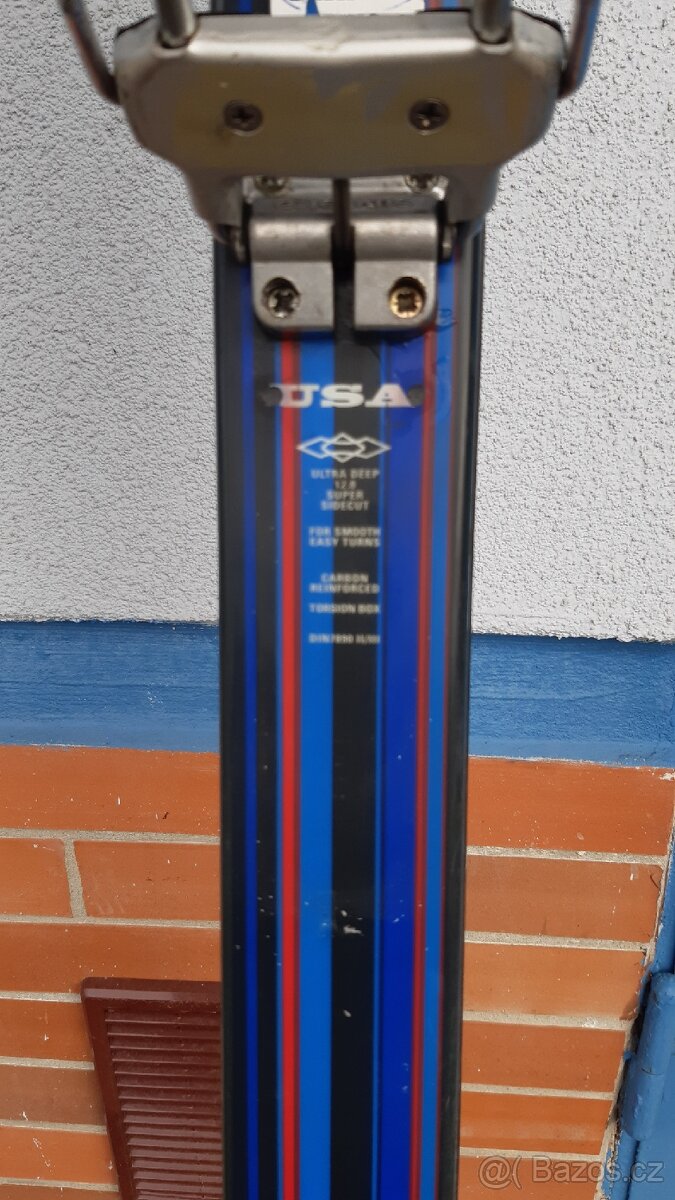 USA
ULTRA DEEP
12.8
SUPER
SIDECUT
FOR SMOOTH
EASY TURNS
CARBON
REINFORCED
TORSION BOX
@( Bazos.cz